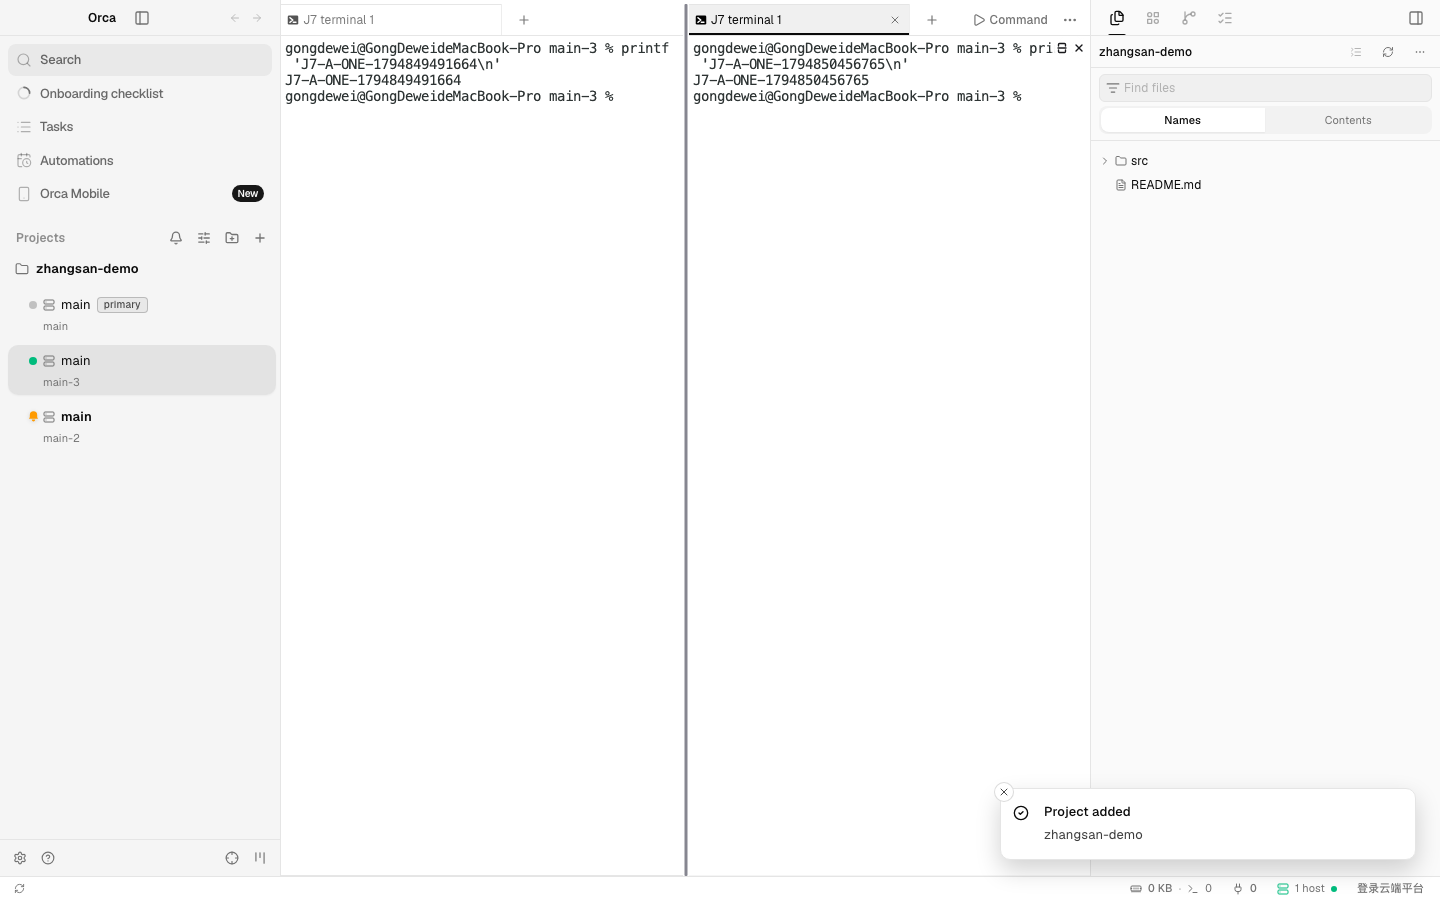 Orca
Search
Onboarding checklist
Tasks
Automations
Orca Mobile
New
Projects
zhangsan-demo
main primary
main
main
main-3
main
main-2
J7 terminal 1
gongdewei@GongDeweideMacBook-Pro main-3 % printf
'J7-A-ONE-1794849491664\n'
J7-A-ONE-1794849491664
gongdewei@GongDeweideMacBook-Pro main-3 %
J7 terminal 1
Command
gongdewei@GongDeweideMacBook-Pro main-3 % pri
'J7-A-ONE-1794850456765\n'
J7-A-ONE-1794850456765
gongdewei@GongDeweideMacBook-Pro main-3 %
zhangsan-demo
Find files
Names Contents
src
README.md
Project added
zhangsan-demo
0 KB · 0 0 1 host 登录云端平台